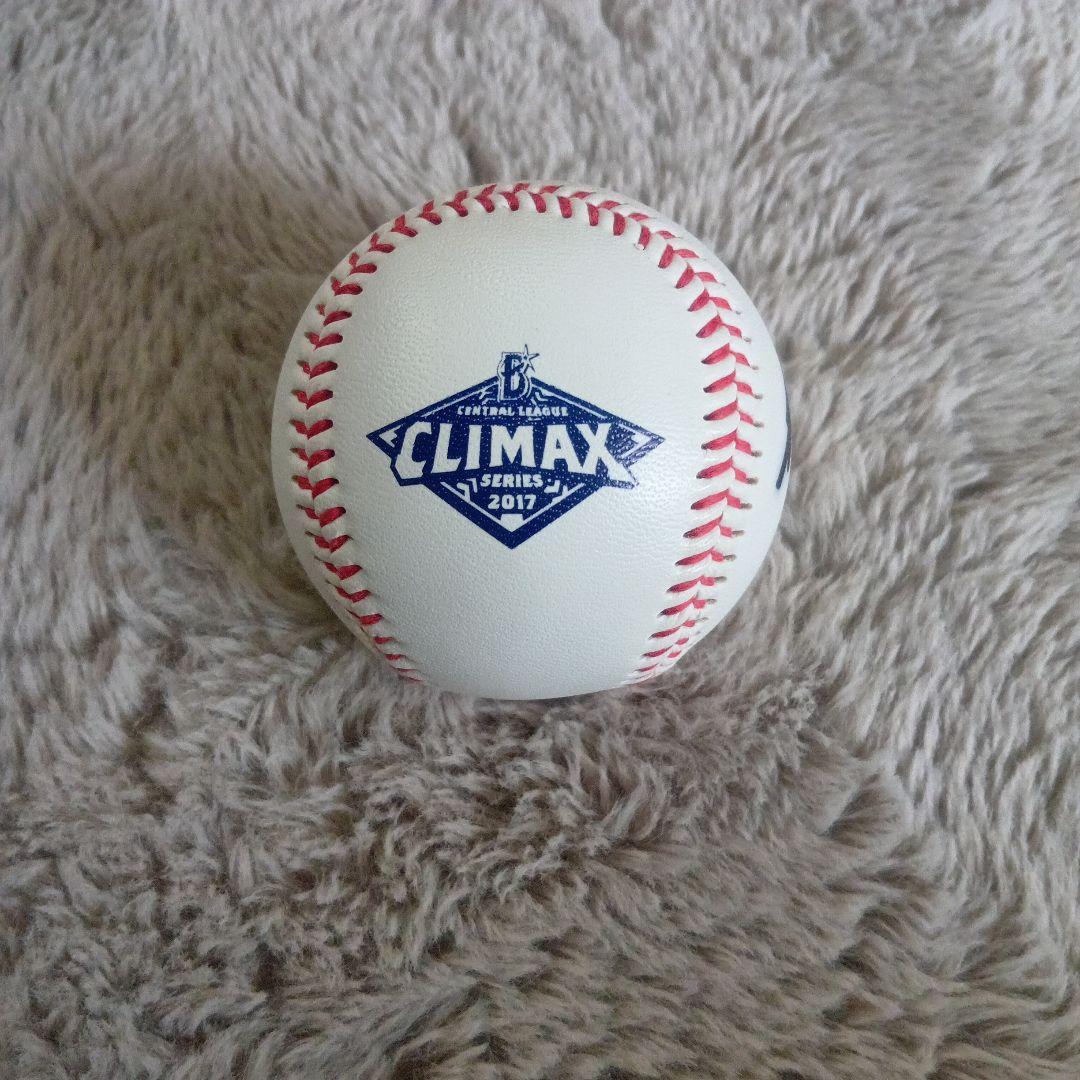 B
CENTRAL LEAGUE
CLIMAX
SERIES
2017